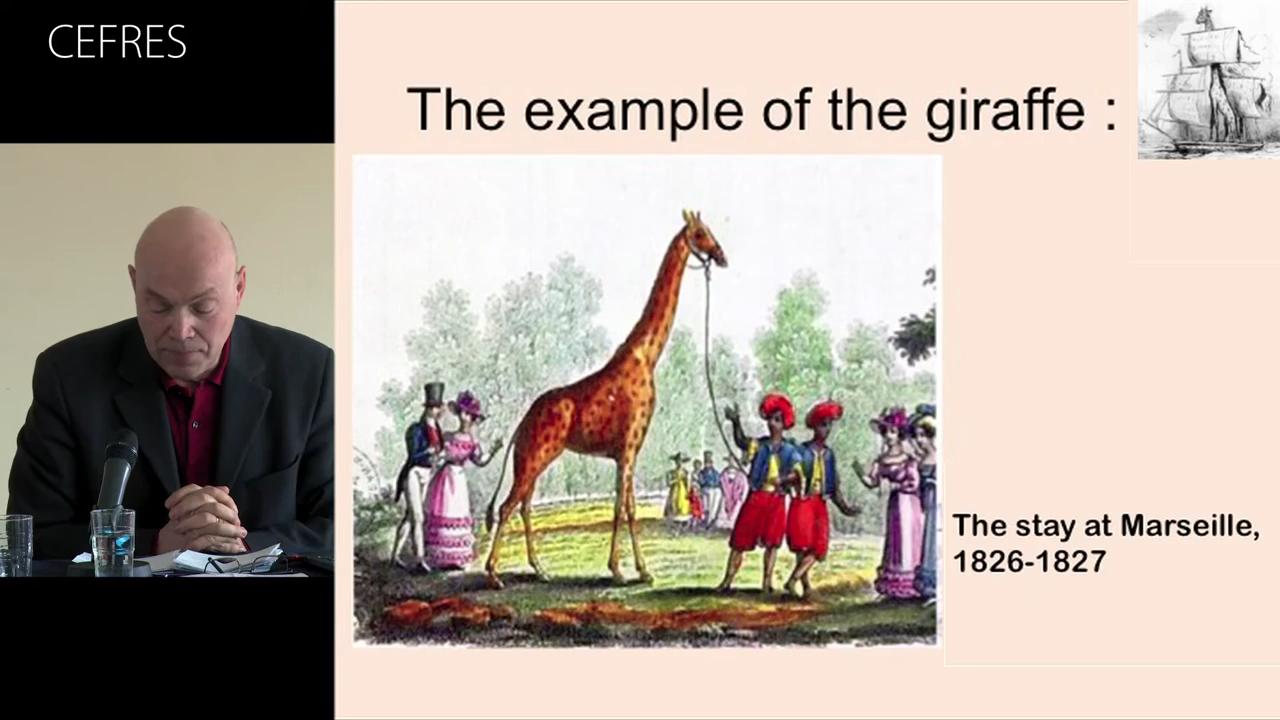 CEFRES
The example of the giraffe :
The stay at Marseille,
1826-1827